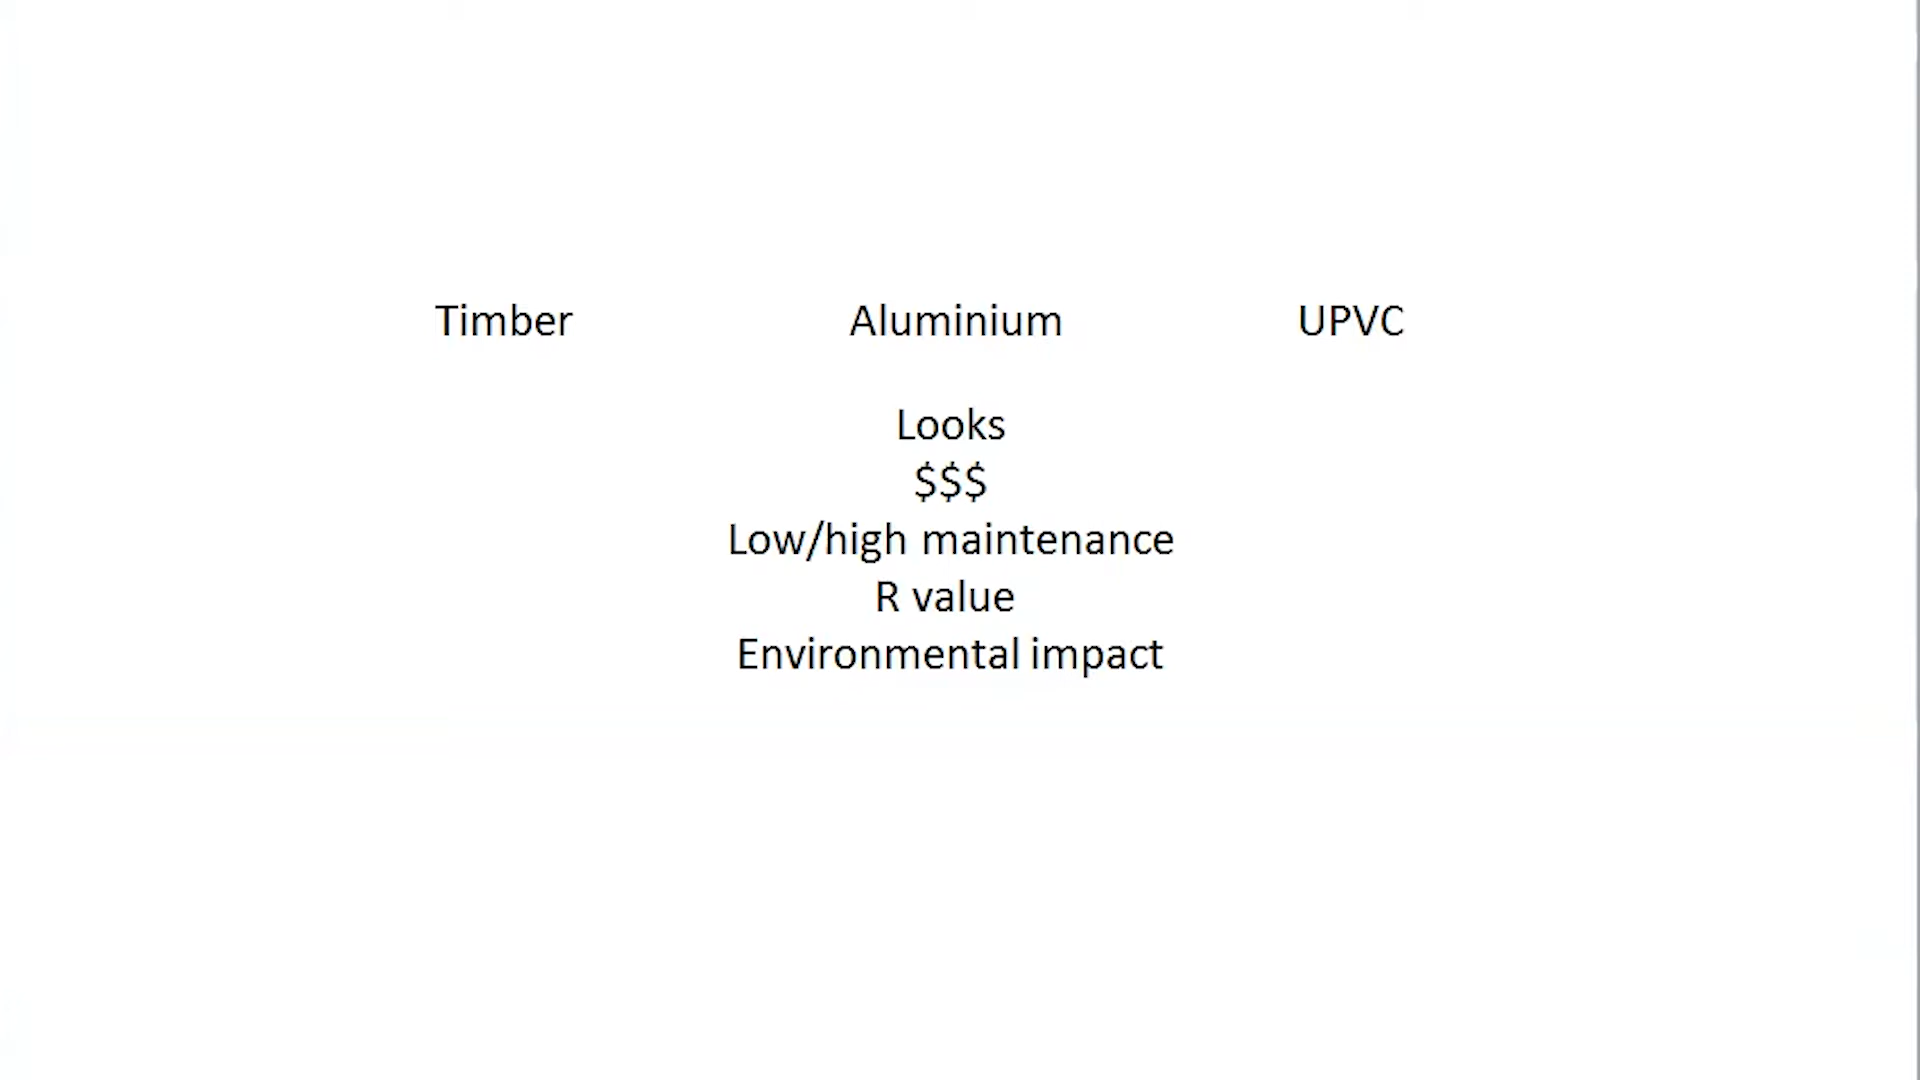 Timber Aluminium UPVC
Looks
$$$
Low/high maintenance
R value
Environmental impact